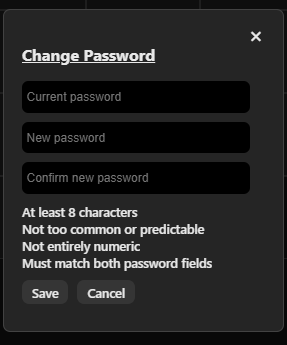 ×
Change Password
Current password
New password
Confirm new password
At least 8 characters
Not too common or predictable
Not entirely numeric
Must match both password fields
Save Cancel